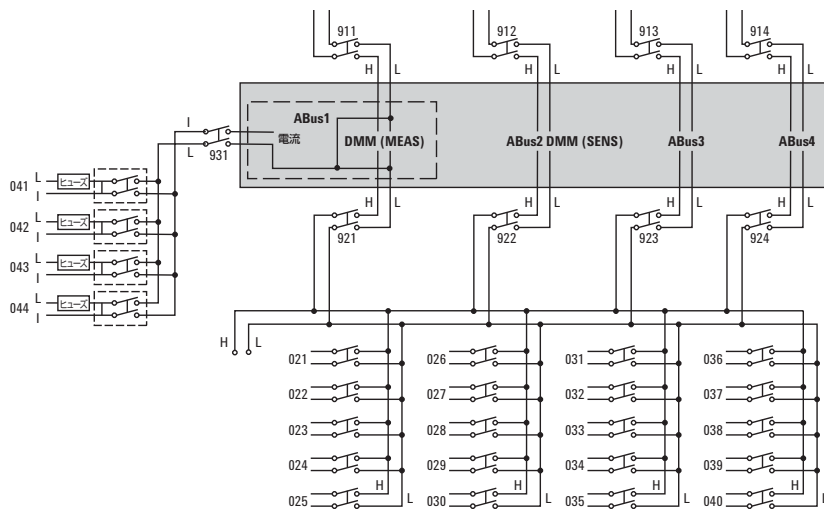 911 912 913 914
H L H L H L H L
I ABus1
電流 DMM (MEAS) ABus2 DMM (SENS) ABus3 ABus4
L
931
041 L ヒューズ
I
042 L ヒューズ
I
043 L ヒューズ
I
044 L ヒューズ
I
H L H L H L H L
921 922 923 924
H L
021 026 031 036
022 027 032 037
023 028 033 038
024 029 034 039
H H H H
025 L 030 L 035 L 040 L